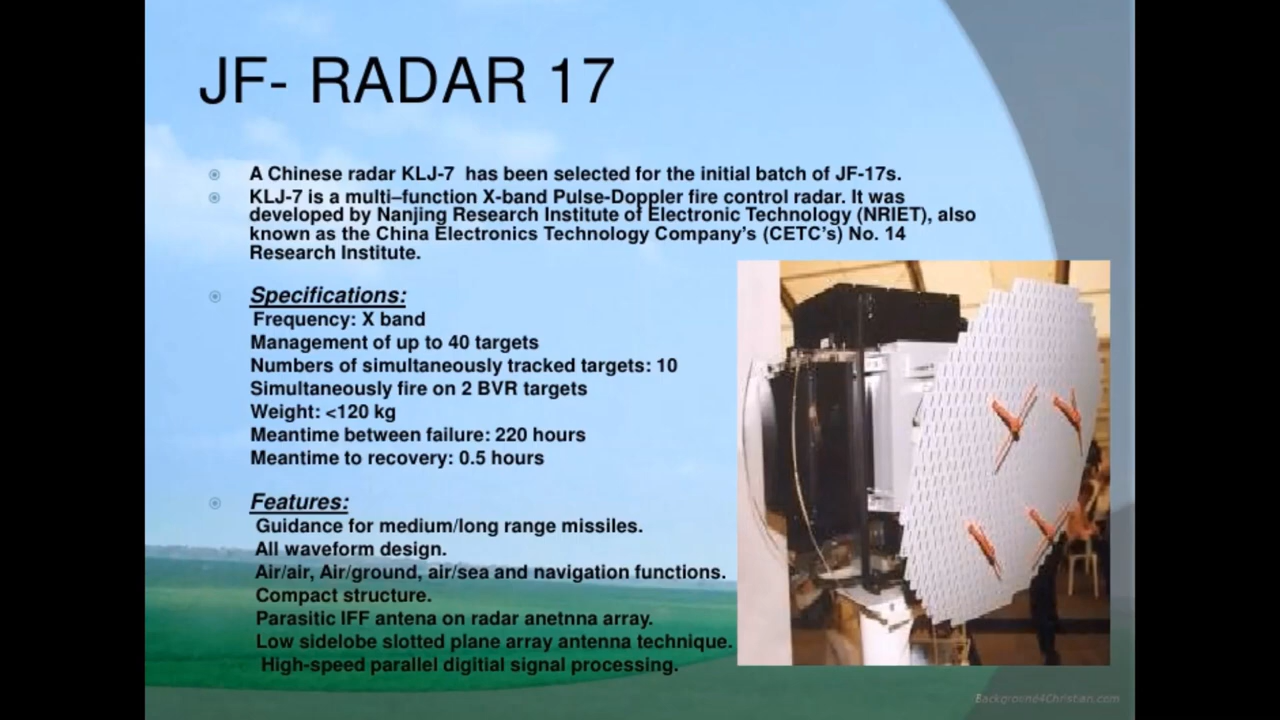 JF- RADAR 17
A Chinese radar KLJ-7 has been selected for the initial batch of JF-17s.
KLJ-7 is a multi–function X-band Pulse-Doppler fire control radar. It was
developed by Nanjing Research Institute of Electronic Technology (NRIET), also
known as the China Electronics Technology Company’s (CETC’s) No. 14
Research Institute.
Specifications:
Frequency: X band
Management of up to 40 targets
Numbers of simultaneously tracked targets: 10
Simultaneously fire on 2 BVR targets
Weight: <120 kg
Meantime between failure: 220 hours
Meantime to recovery: 0.5 hours
Features:
Guidance for medium/long range missiles.
All waveform design.
Air/air, Air/ground, air/sea and navigation functions.
Compact structure.
Parasitic IFF antena on radar anetnna array.
Low sidelobe slotted plane array antenna technique.
High-speed parallel digitial signal processing.
Background4Christian.com